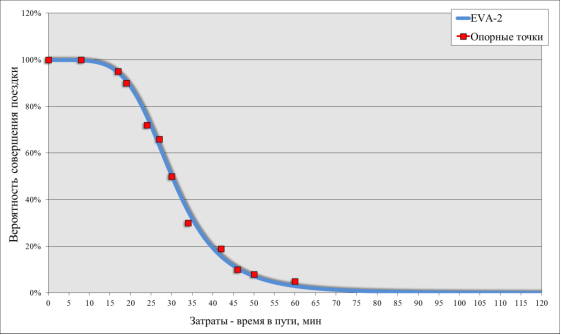 EVA-2
Опорные точки
Вероятность совершения поездки
120%
100%
80%
60%
40%
20%
0%
0 5 10 15 20 25 30 35 40 45 50 55 60 65 70 75 80 85 90 95 100 105 110 115 120
Затраты - время в пути, мин